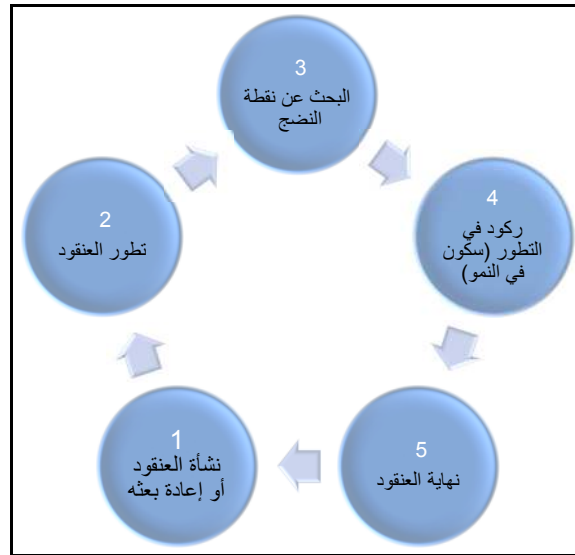 3
البحث عن نقطة
النضج
4
ركود في
التطور (سكون
في النمو)
2
تطور العنقود
5
نهاية العنقود
1
نشأة العنقود
أو إعادة بعثه